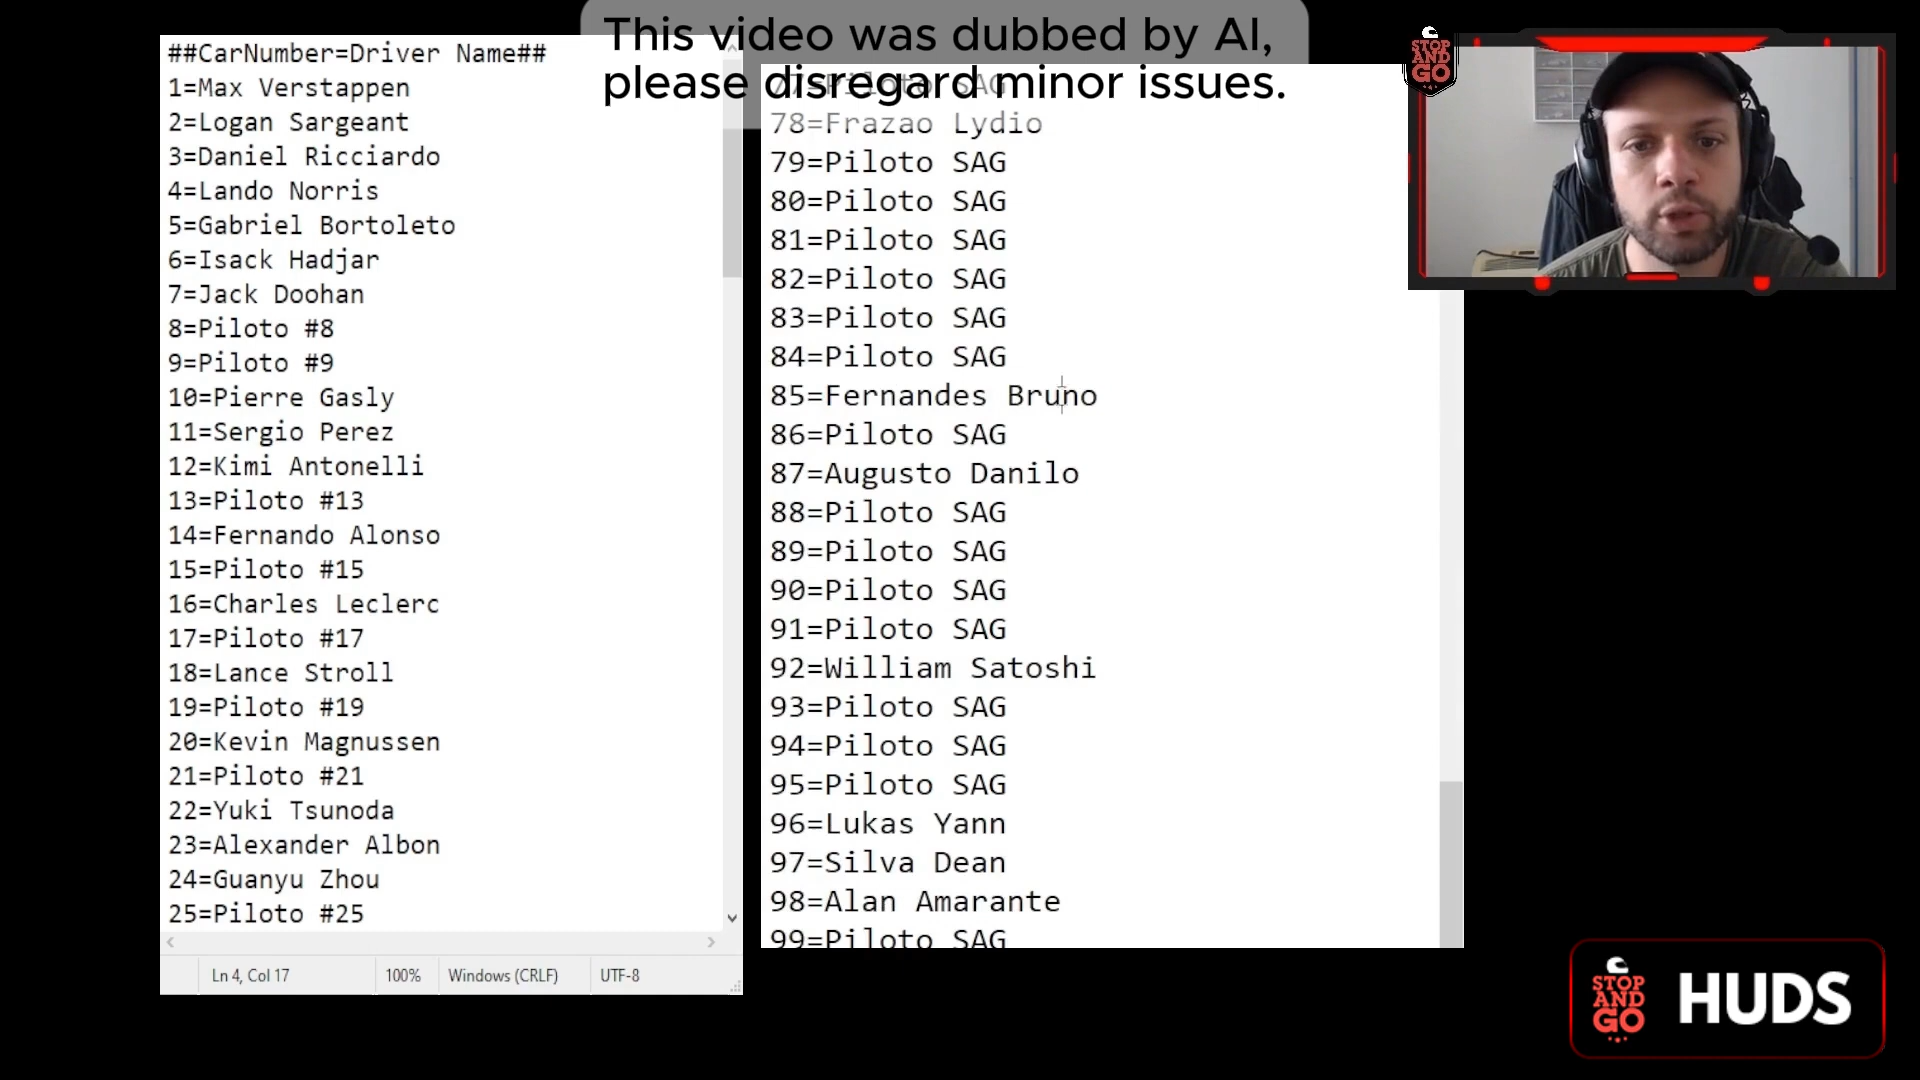 This video was dubbed by AI,
please disregard minor issues.
##CarNumber=Driver Name##
1=Max Verstappen
2=Logan Sargeant
3=Daniel Ricciardo
4=Lando Norris
5=Gabriel Bortoleto
6=Isack Hadjar
7=Jack Doohan
8=Piloto #8
9=Piloto #9
10=Pierre Gasly
11=Sergio Perez
12=Kimi Antonelli
13=Piloto #13
14=Fernando Alonso
15=Piloto #15
16=Charles Leclerc
17=Piloto #17
18=Lance Stroll
19=Piloto #19
20=Kevin Magnussen
21=Piloto #21
22=Yuki Tsunoda
23=Alexander Albon
24=Guanyu Zhou
25=Piloto #25
Ln 4, Col 17
100%
Windows (CRLF)
UTF-8
77=Piloto SAG
78=Frazao Lydio
79=Piloto SAG
80=Piloto SAG
81=Piloto SAG
82=Piloto SAG
83=Piloto SAG
84=Piloto SAG
85=Fernandes Bruno
86=Piloto SAG
87=Augusto Danilo
88=Piloto SAG
89=Piloto SAG
90=Piloto SAG
91=Piloto SAG
92=William Satoshi
93=Piloto SAG
94=Piloto SAG
95=Piloto SAG
96=Lukas Yann
97=Silva Dean
98=Alan Amarante
99=Piloto SAG
STOP
AND
GO
STOP
AND
GO
HUDS